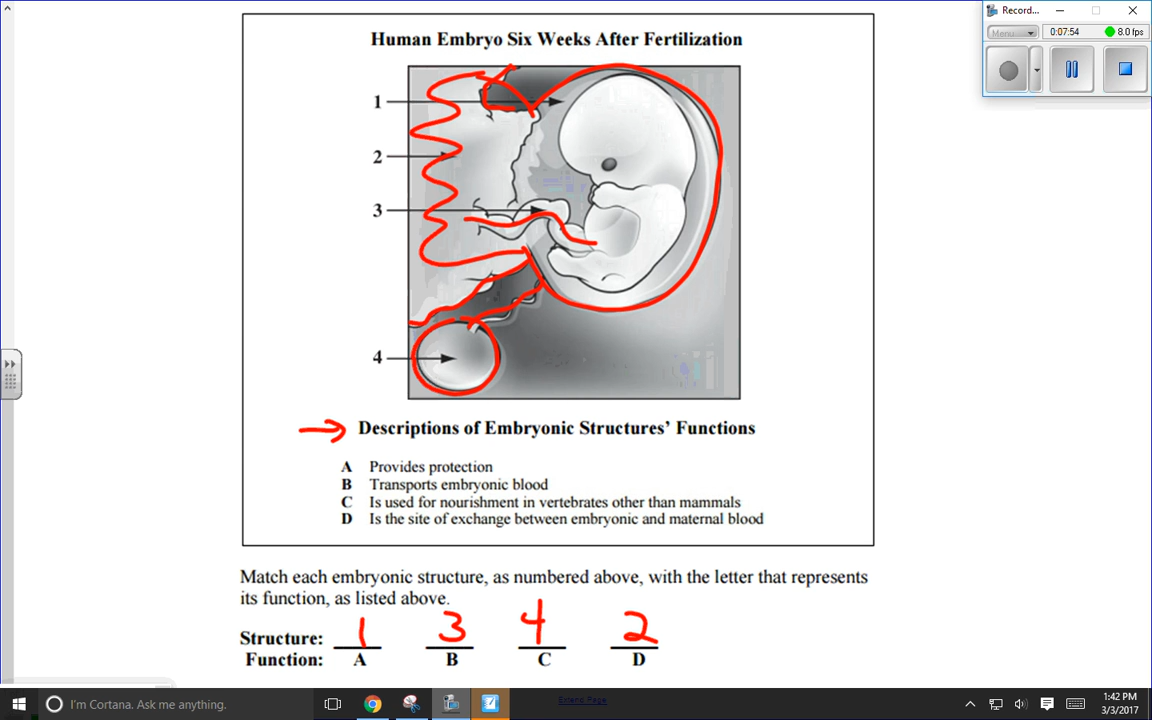 Record...
Menu
0:07:54
8.0 fps
Human Embryo Six Weeks After Fertilization
1
2
3
4
Descriptions of Embryonic Structures' Functions
A Provides protection
B Transports embryonic blood
C Is used for nourishment in vertebrates other than mammals
D Is the site of exchange between embryonic and maternal blood
Match each embryonic structure, as numbered above, with the letter that represents
its function, as listed above.
Structure: 1 3 4 2
Function: A B C D
I'm Cortana. Ask me anything.
Extend Page
1:42 PM
3/3/2017